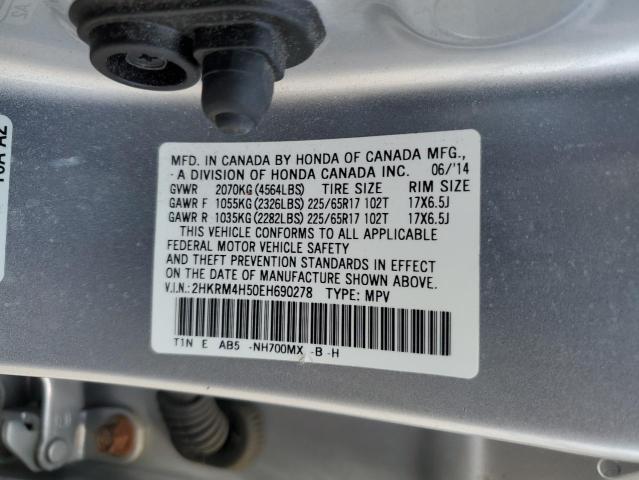 MFD. IN CANADA BY HONDA OF CANADA MFG.,
- A DIVISION OF HONDA CANADA INC. 06/'14
GVWR 2070KG (4564LBS) TIRE SIZE RIM SIZE
GAWR F 1055KG (2326LBS) 225/65R17 102T 17X6.5J
GAWR R 1035KG (2282LBS) 225/65R17 102T 17X6.5J
THIS VEHICLE CONFORMS TO ALL APPLICABLE
FEDERAL MOTOR VEHICLE SAFETY
AND THEFT PREVENTION STANDARDS IN EFFECT
ON THE DATE OF MANUFACTURE SHOWN ABOVE.
V.I.N.: 2HKRM4H50EH690278 TYPE: MPV
T1N E AB5 -NH700MX -B -H